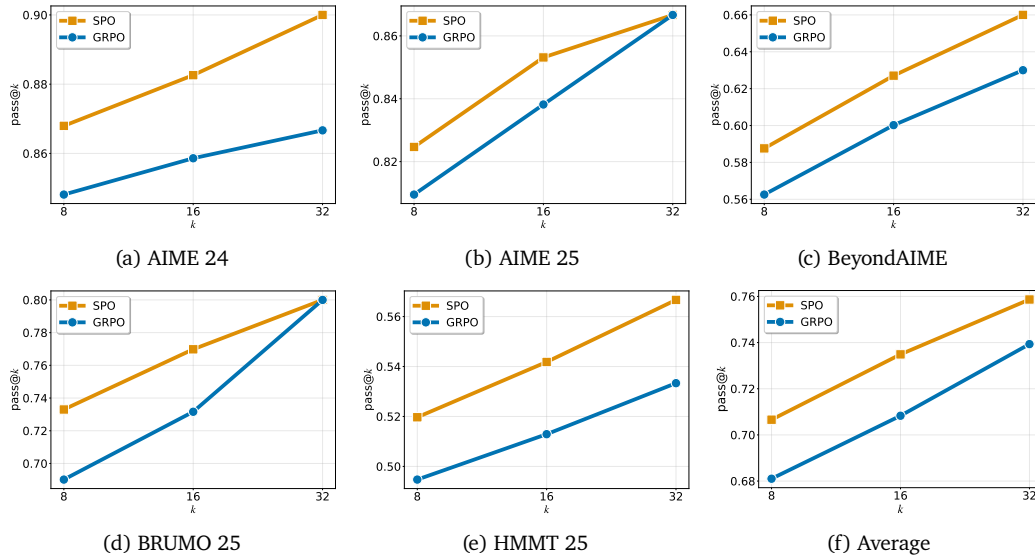 0.90
0.88
0.86
pass@k
SPO
GRPO
8
16
32
k
(a) AIME 24
0.86
0.84
0.82
pass@k
SPO
GRPO
8
16
32
k
(b) AIME 25
0.66
0.64
0.62
0.60
0.58
0.56
pass@k
SPO
GRPO
8
16
32
k
(c) BeyondAIME
0.80
0.78
0.76
0.74
0.72
0.70
pass@k
SPO
GRPO
8
16
32
k
(d) BRUMO 25
0.56
0.54
0.52
0.50
pass@k
SPO
GRPO
8
16
32
k
(e) HMMT 25
0.76
0.74
0.72
0.70
0.68
pass@k
SPO
GRPO
8
16
32
k
(f) Average